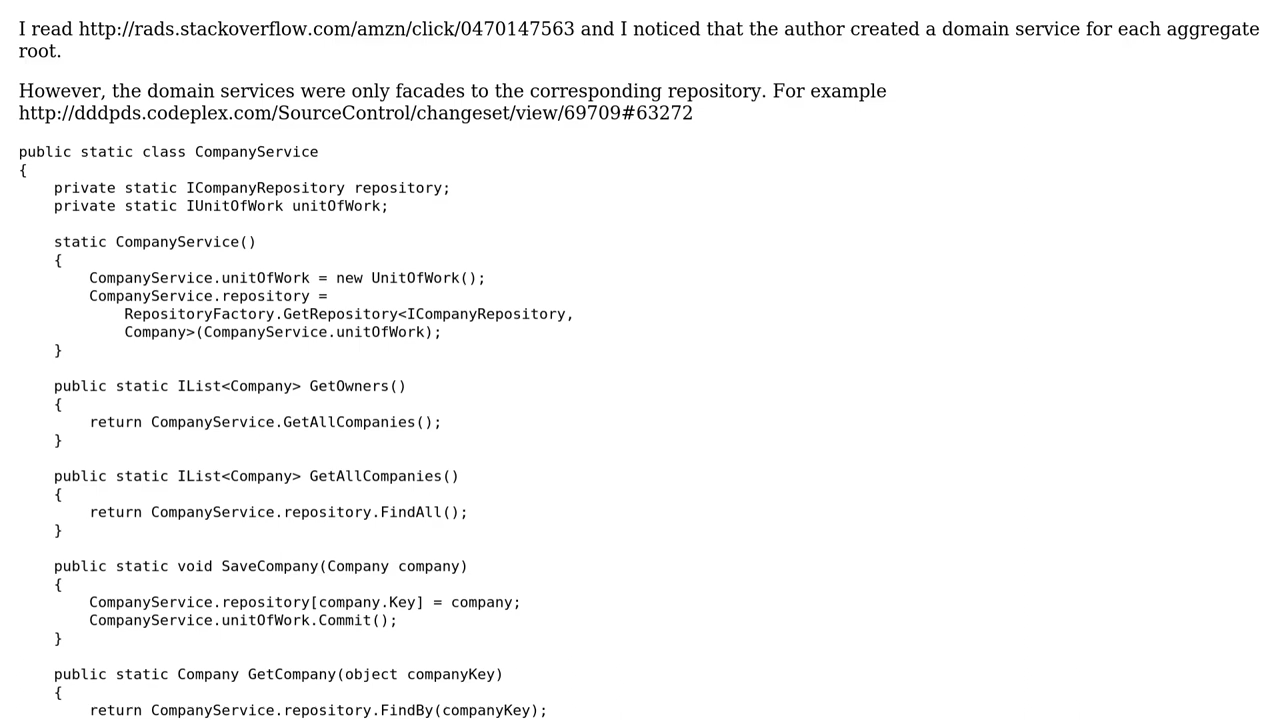 I read http://rads.stackoverflow.com/amzn/click/0470147563 and I noticed that the author created a domain service for each aggregate
root.
However, the domain services were only facades to the corresponding repository. For example
http://dddpds.codeplex.com/SourceControl/changeset/view/69709#63272
public static class CompanyService
{
    private static ICompanyRepository repository;
    private static IUnitOfWork unitOfWork;

    static CompanyService()
    {
        CompanyService.unitOfWork = new UnitOfWork();
        CompanyService.repository =
            RepositoryFactory.GetRepository<ICompanyRepository,
            Company>(CompanyService.unitOfWork);
    }

    public static IList<Company> GetOwners()
    {
        return CompanyService.GetAllCompanies();
    }

    public static IList<Company> GetAllCompanies()
    {
        return CompanyService.repository.FindAll();
    }

    public static void SaveCompany(Company company)
    {
        CompanyService.repository[company.Key] = company;
        CompanyService.unitOfWork.Commit();
    }

    public static Company GetCompany(object companyKey)
    {
        return CompanyService.repository.FindBy(companyKey);